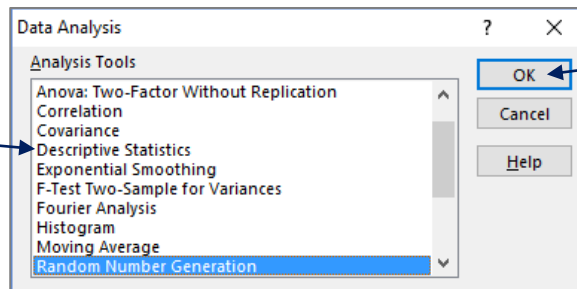 Data Analysis ? ×
Analysis Tools
Anova: Two-Factor Without Replication
Correlation
Covariance
Descriptive Statistics
Exponential Smoothing
F-Test Two-Sample for Variances
Fourier Analysis
Histogram
Moving Average
Random Number Generation
OK
Cancel
Help